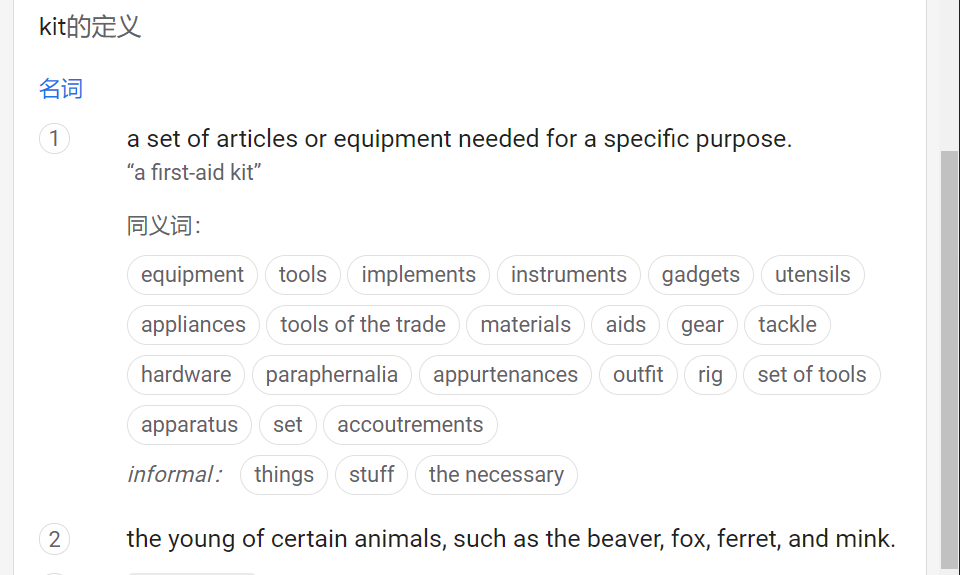 kit的定义
名词
1 a set of articles or equipment needed for a specific purpose.
“a first-aid kit”
同义词：
equipment tools implements instruments gadgets utensils
appliances tools of the trade materials aids gear tackle
hardware paraphernalia appurtenances outfit rig set of tools
apparatus set accoutrements
informal： things stuff the necessary
2 the young of certain animals, such as the beaver, fox, ferret, and mink.